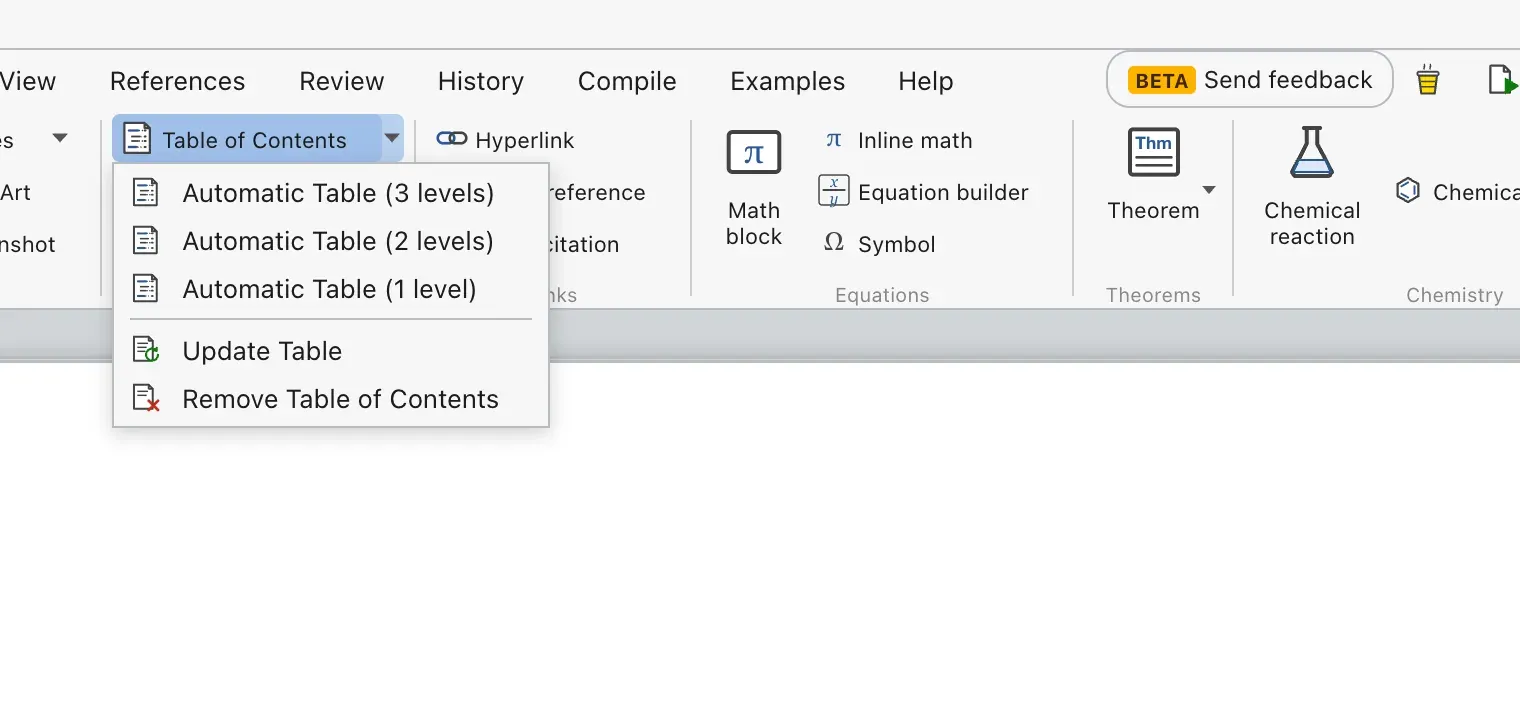 View References Review History Compile Examples Help BETA Send feedback
Table of Contents Hyperlink π Inline math Thm
Art Automatic Table (3 levels) reference π Math block x/y Equation builder Theorem Chemical reaction
nshot Automatic Table (2 levels) citation Ω Symbol
Automatic Table (1 level) Equations Theorems Chemistry
Update Table
Remove Table of Contents